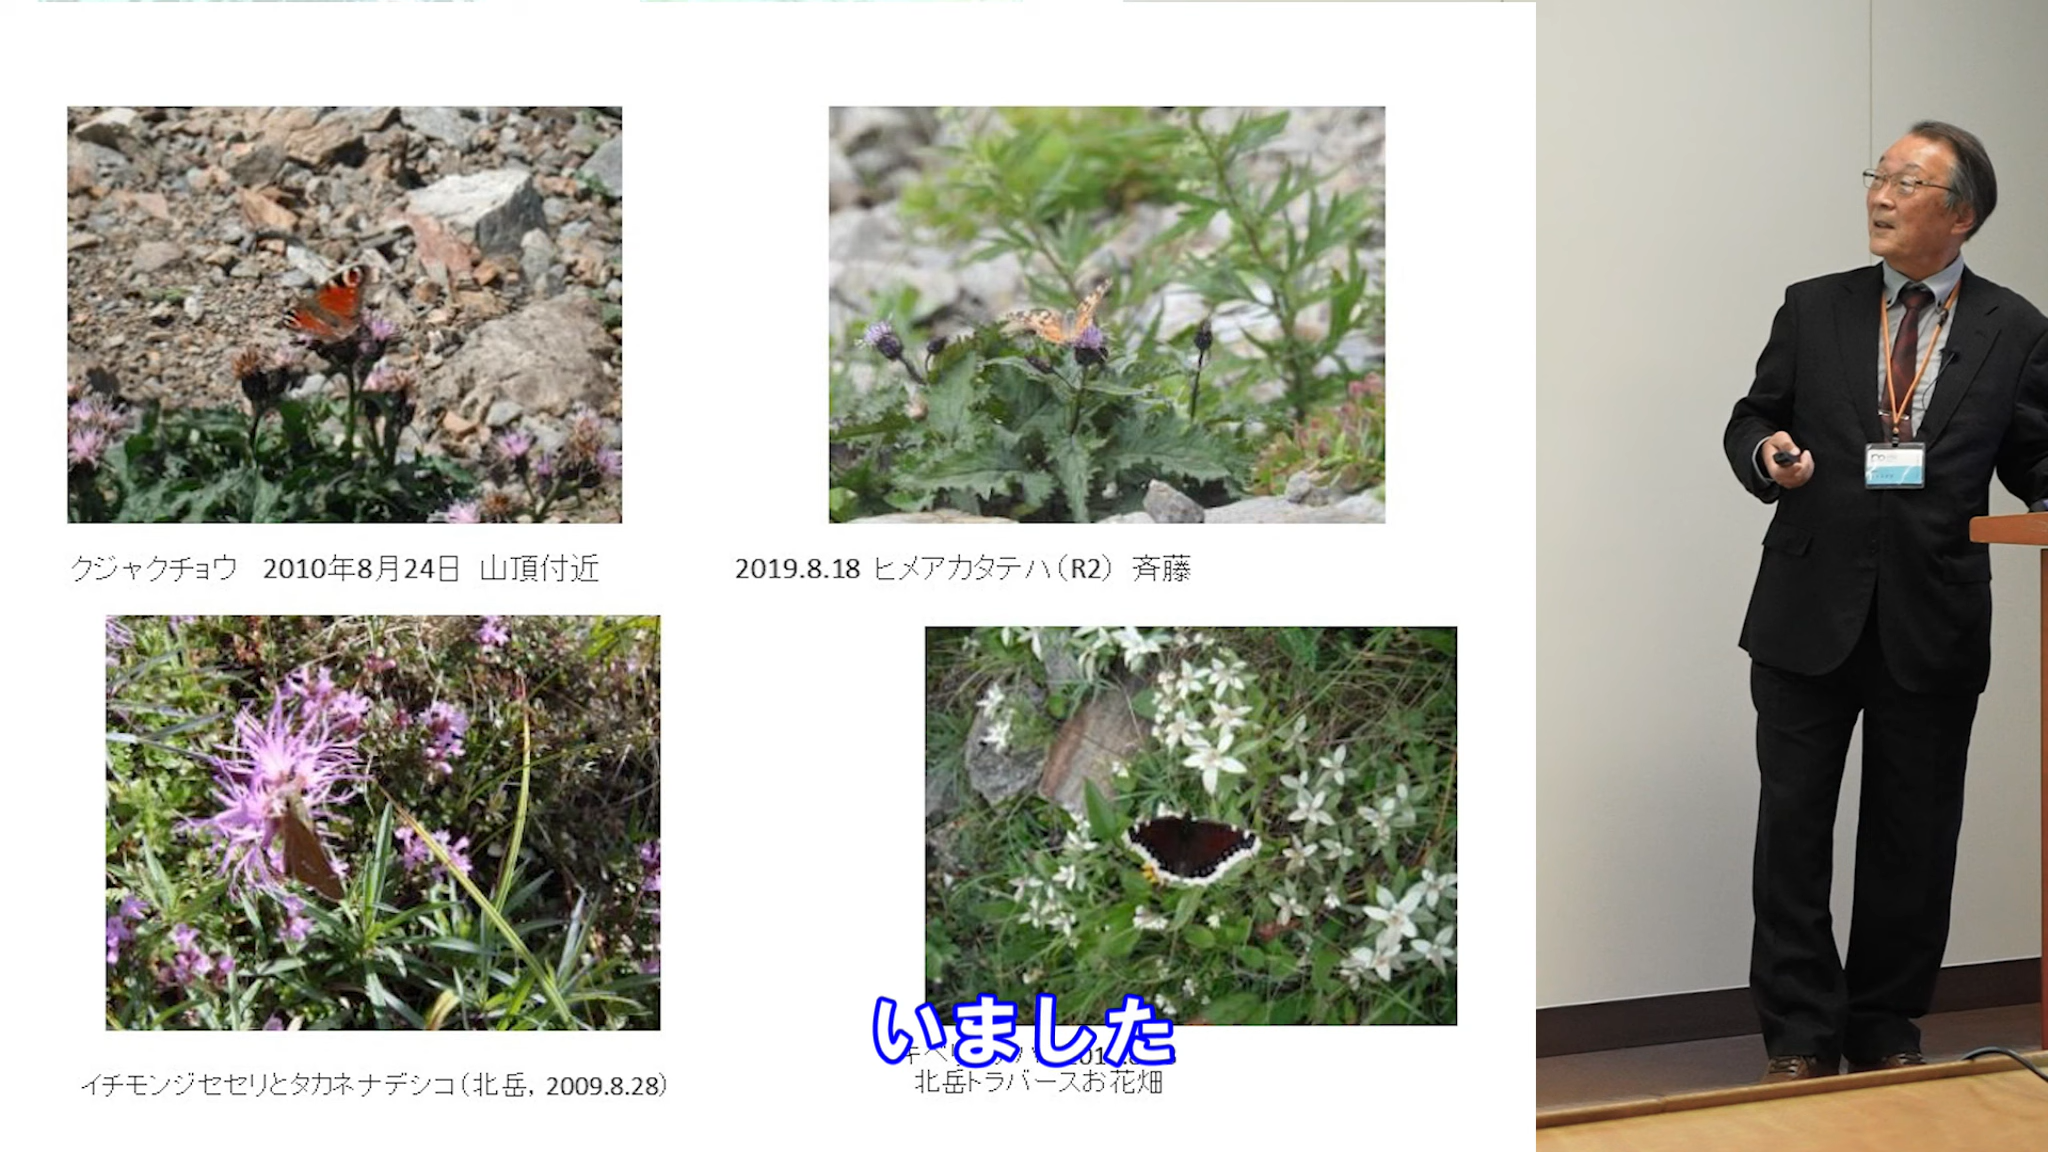 クジャクチョウ 2010年8月24日 山頂付近
2019.8.18 ヒメアカタテハ（R2） 斉藤
いました
イチモンジセセリとタカネナデシコ（北岳，2009.8.28）
北岳トラバースお花畑